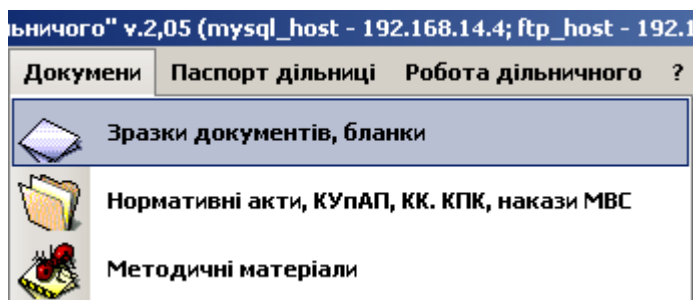 ьничого" v.2,05 (mysql_host - 192.168.14.4; ftp_host - 192.1
Докумени Паспорт дільниці Робота дільничного ?
Зразки документів, бланки
Нормативні акти, КУпАП, КК. КПК, накази МВС
Методичні матеріали